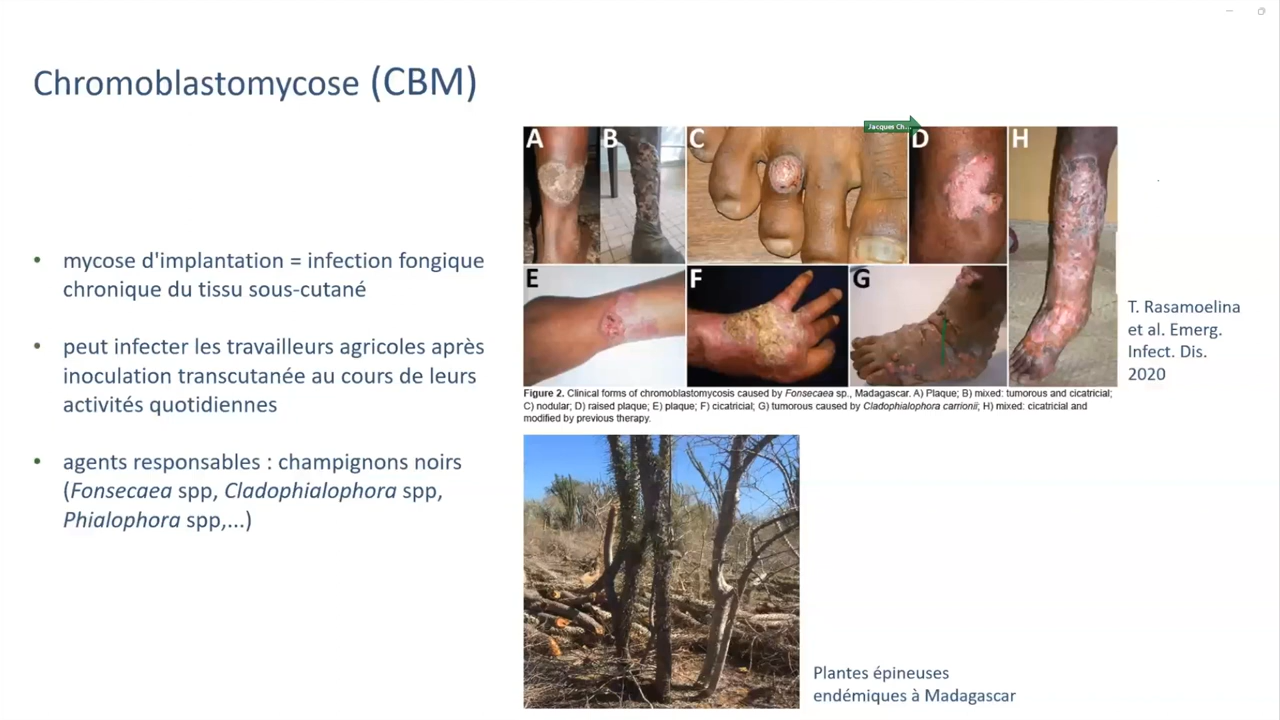 Chromoblastomycose (CBM)
• mycose d'implantation = infection fongique
chronique du tissu sous-cutané
• peut infecter les travailleurs agricoles après
inoculation transcutanée au cours de leurs
activités quotidiennes
• agents responsables : champignons noirs
(Fonsecaea spp, Cladophialophora spp,
Phialophora spp,...)
Jacques Ch...
A
B
C
D
H
E
F
G
Figure 2. Clinical forms of chromoblastomycosis caused by Fonsecaea sp., Madagascar. A) Plaque; B) mixed: tumorous and cicatricial;
C) nodular; D) raised plaque; E) plaque; F) cicatricial; G) tumorous caused by Cladophialophora carrionii; H) mixed: cicatricial and
modified by previous therapy.
T. Rasamoelina
et al. Emerg.
Infect. Dis.
2020
Plantes épineuses
endémiques à Madagascar